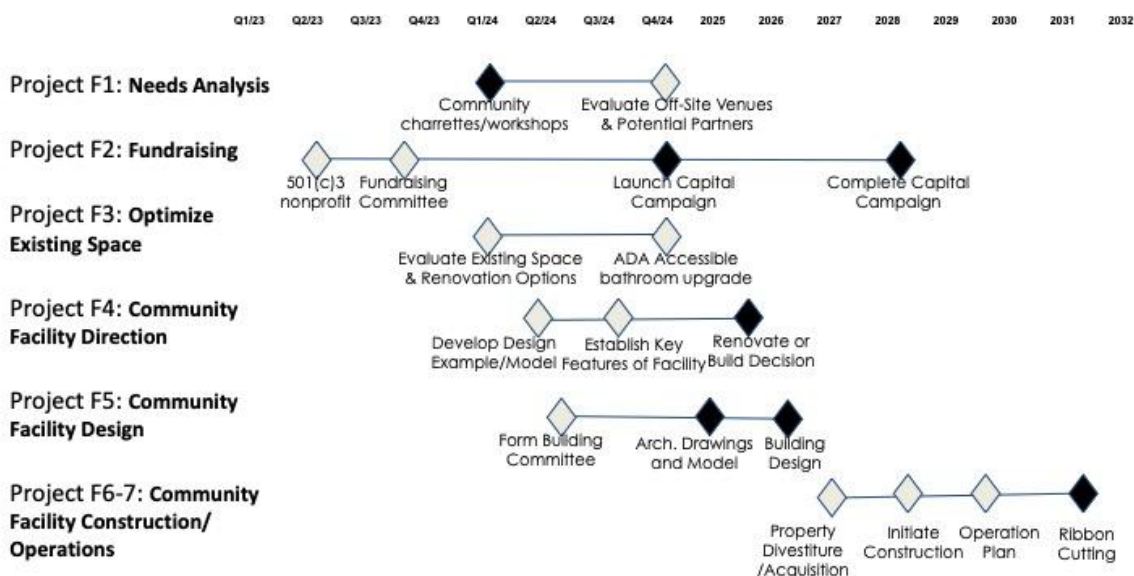 Q1/23 Q2/23 Q3/23 Q4/23 Q1/24 Q2/24 Q3/24 Q4/24 2025 2026 2027 2028 2029 2030 2031 2032
Project F1: Needs Analysis
Community
charrettes/workshops
Evaluate Off-Site Venues
& Potential Partners
Project F2: Fundraising
501(c)3
nonprofit
Fundraising
Committee
Launch Capital
Campaign
Complete Capital
Campaign
Project F3: Optimize
Existing Space
Evaluate Existing Space
& Renovation Options
ADA Accessible
bathroom upgrade
Project F4: Community
Facility Direction
Develop Design
Example/Model
Establish Key
Features of Facility
Renovate or
Build Decision
Project F5: Community
Facility Design
Form Building
Committee
Arch. Drawings
and Model
Building
Design
Project F6-7: Community
Facility Construction/
Operations
Property
Divestiture
/Acquisition
Initiate
Construction
Operation
Plan
Ribbon
Cutting